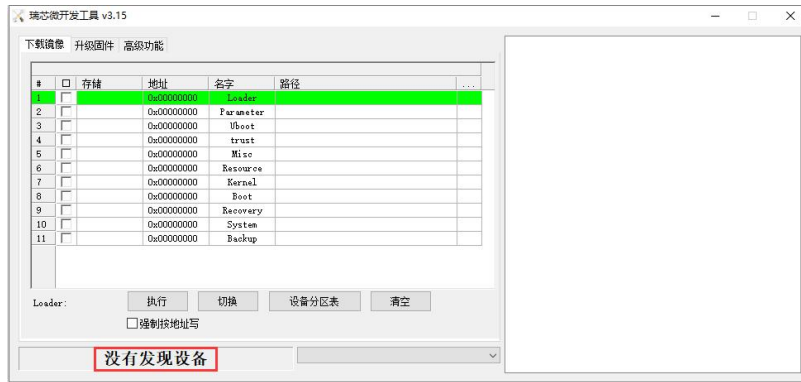 瑞芯微开发工具 v3.15
下载镜像 升级固件 高级功能
# 存储 地址 名字 路径 ...
1 0x00000000 Loader
2 0x00000000 Parameter
3 0x00000000 Uboot
4 0x00000000 trust
5 0x00000000 Misc
6 0x00000000 Resource
7 0x00000000 Kernel
8 0x00000000 Boot
9 0x00000000 Recovery
10 0x00000000 System
11 0x00000000 Backup
Loader: 执行 切换 设备分区表 清空
强制按地址写
没有发现设备